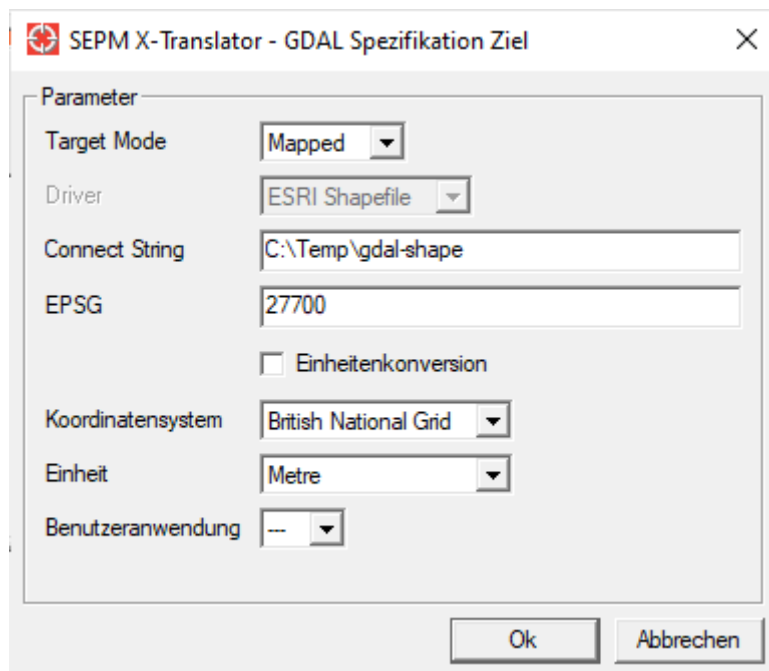 SEPM X-Translator - GDAL Spezifikation Ziel
Parameter
Target Mode Mapped
Driver ESRI Shapefile
Connect String C:\Temp\gdal-shape
EPSG 27700
Einheitenkonversion
Koordinatensystem British National Grid
Einheit Metre
Benutzeranwendung ---
Ok Abbrechen